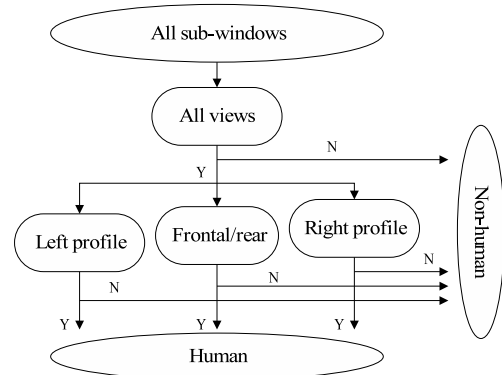 All sub-windows
All views
N
Y
Left profile
Frontal/rear
Right profile
Non-human
N
N
N
Y
Y
Y
Human